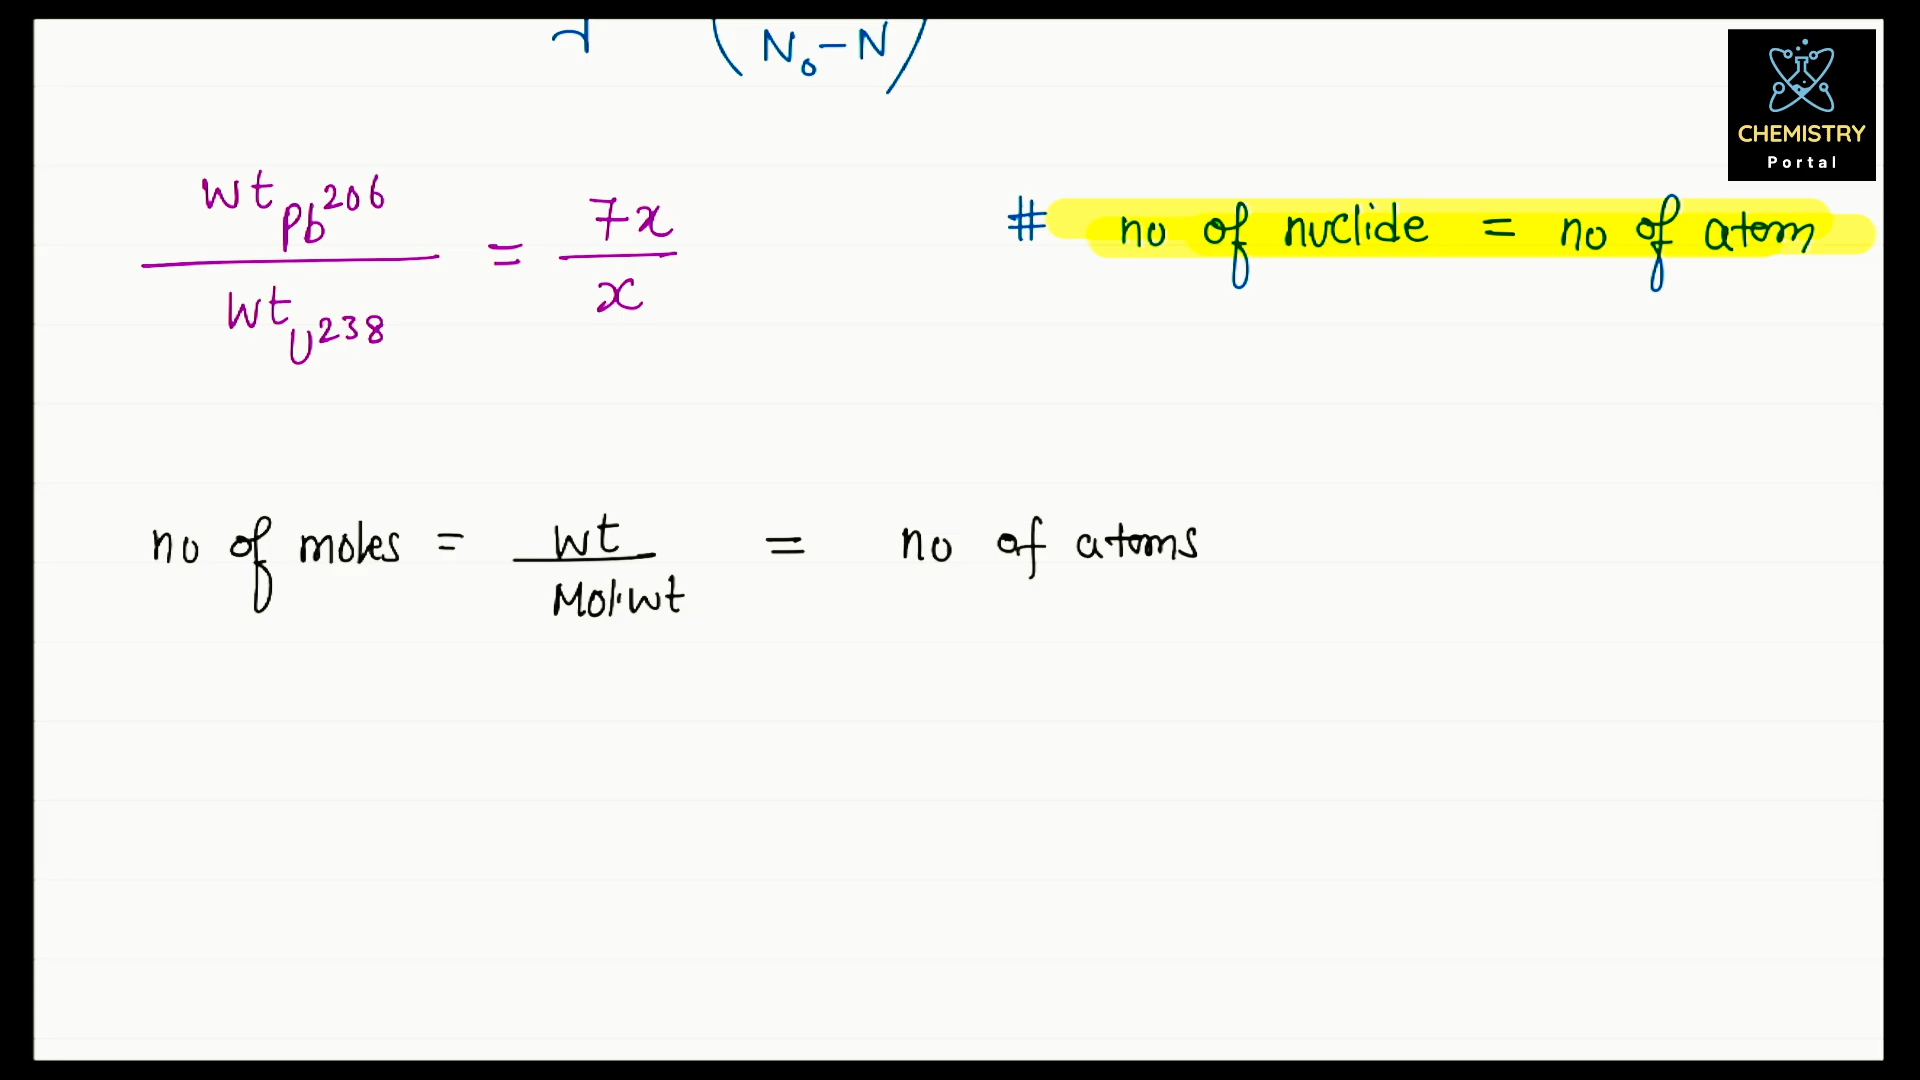 (N₀-N)
CHEMISTRY
Portal
wt Pb²⁰⁶ / wt U²³⁸ = 7x / x
# no of nuclide = no of atom
no of moles = wt / Mol.wt = no of atoms